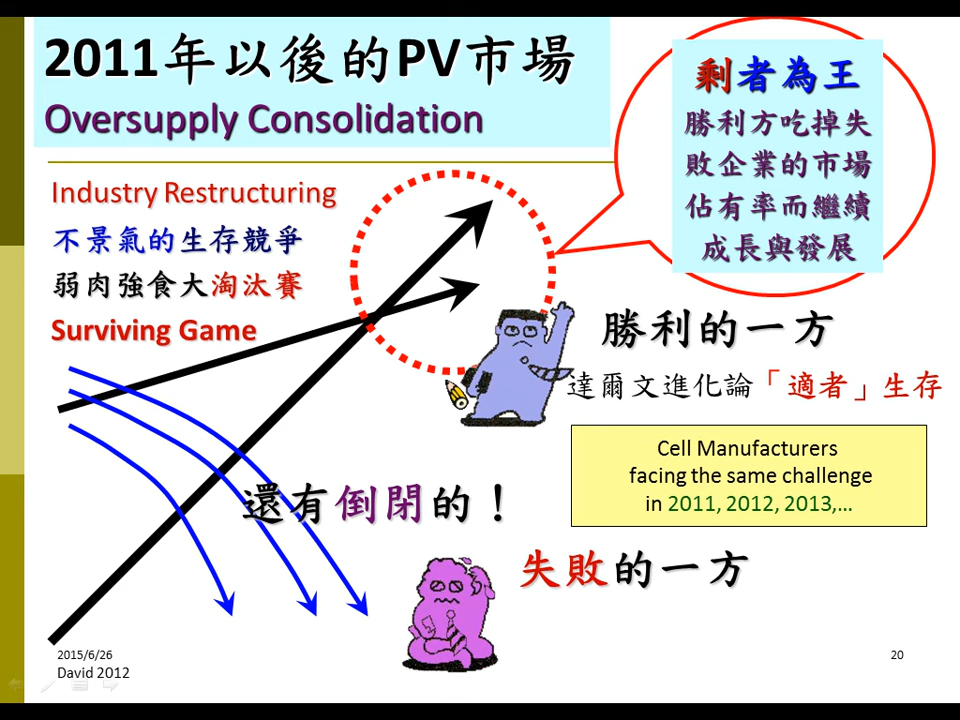 2011年以後的PV市場
Oversupply Consolidation
剩者為王
勝利方吃掉失
敗企業的市場
佔有率而繼續
成長與發展
Industry Restructuring
不景氣的生存競爭
弱肉強食大淘汰賽
Surviving Game
勝利的一方
達爾文進化論「適者」生存
Cell Manufacturers
facing the same challenge
in 2011, 2012, 2013,…
還有倒閉的！
失敗的一方
2015/6/26
David 2012
20